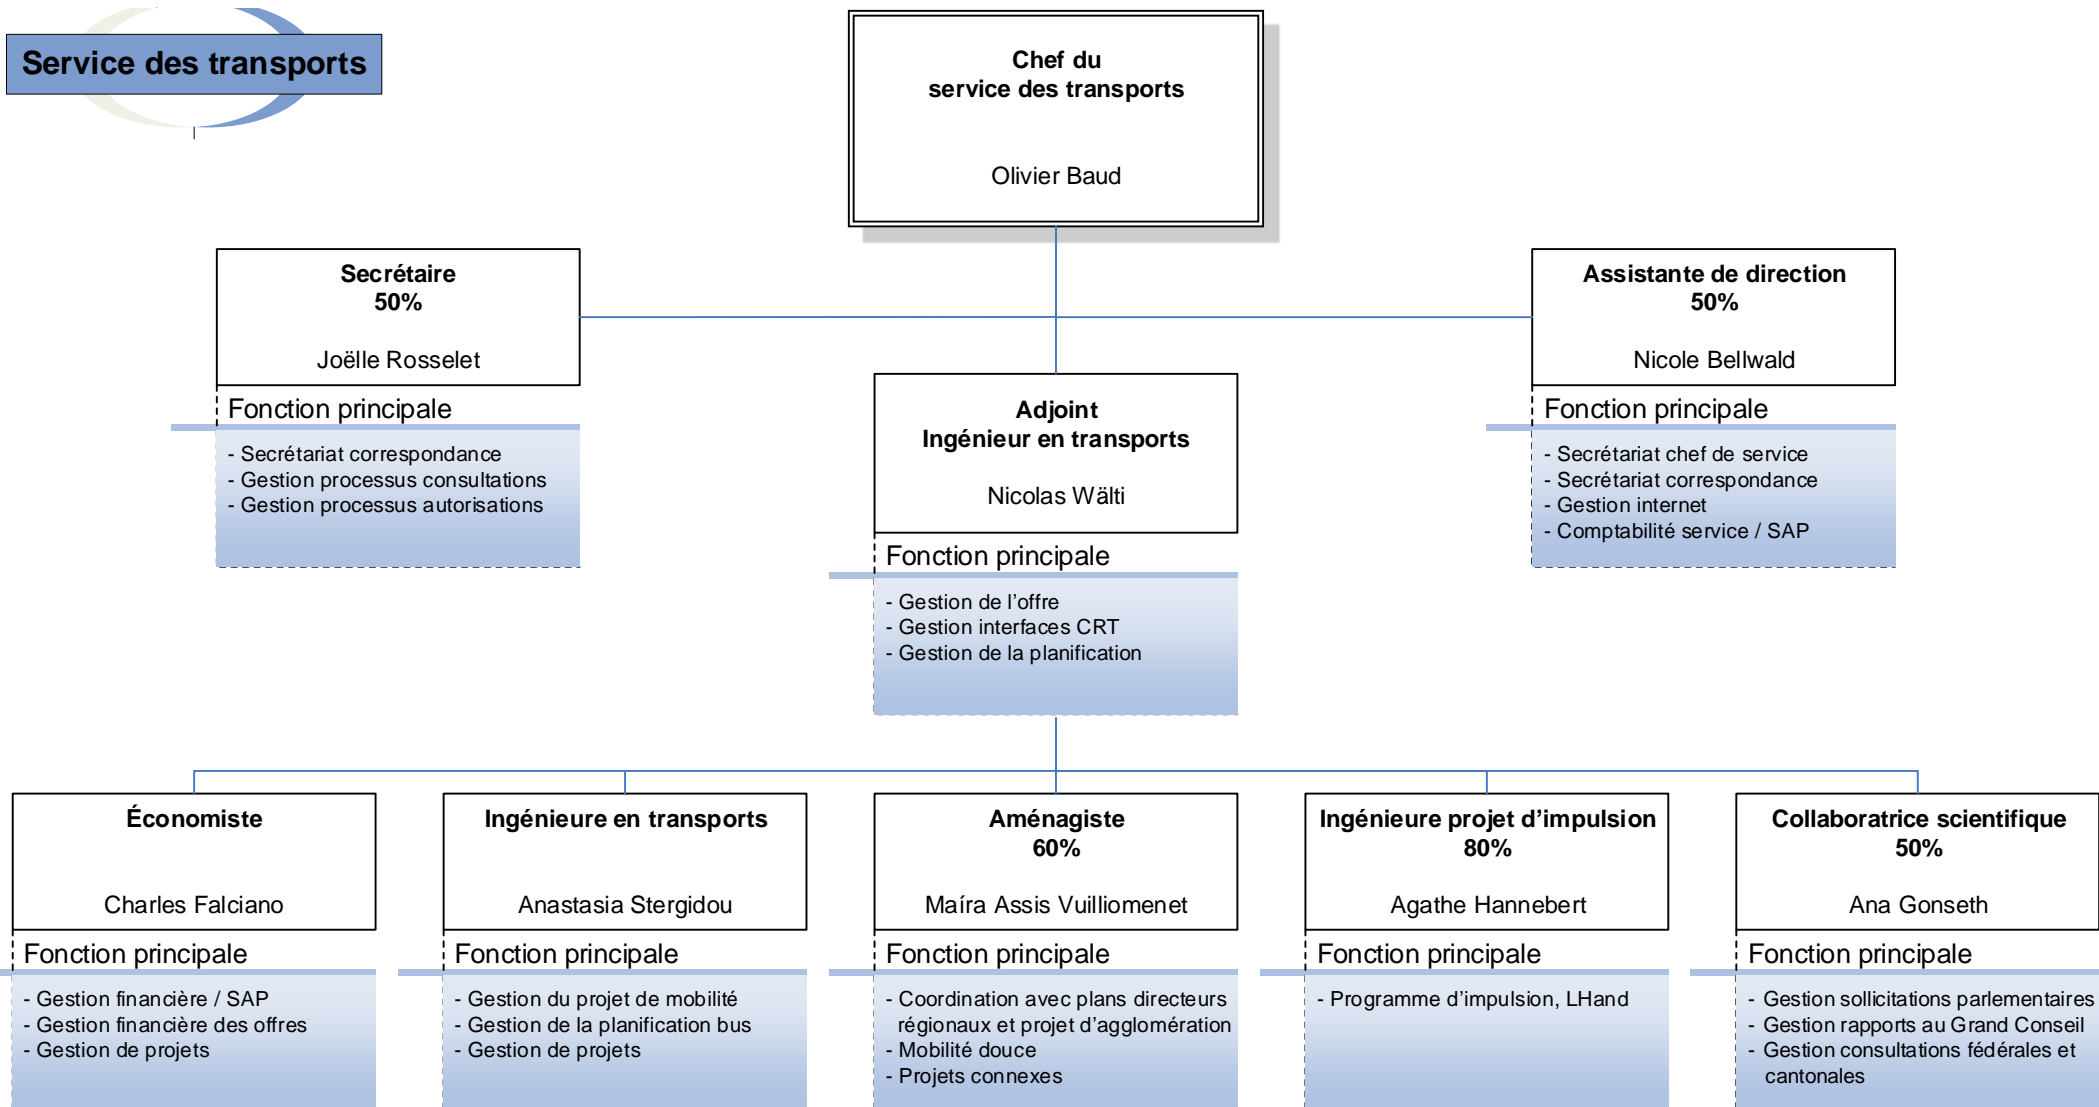 Service des transports
Chef du
service des transports
Olivier Baud
Secrétaire
50%
Joëlle Rosselet
Fonction principale
- Secrétariat correspondance
- Gestion processus consultations
- Gestion processus autorisations
Adjoint
Ingénieur en transports
Nicolas Wälti
Fonction principale
- Gestion de l’offre
- Gestion interfaces CRT
- Gestion de la planification
Assistante de direction
50%
Nicole Bellwald
Fonction principale
- Secrétariat chef de service
- Secrétariat correspondance
- Gestion internet
- Comptabilité service / SAP
Économiste
Charles Falciano
Fonction principale
- Gestion financière / SAP
- Gestion financière des offres
- Gestion de projets
Ingénieure en transports
Anastasia Stergidou
Fonction principale
- Gestion du projet de mobilité
- Gestion de la planification bus
- Gestion de projets
Aménagiste
60%
Maíra Assis Vuilliomenet
Fonction principale
- Coordination avec plans directeurs
régionaux et projet d’agglomération
- Mobilité douce
- Projets connexes
Ingénieure projet d’impulsion
80%
Agathe Hannebert
Fonction principale
- Programme d’impulsion, LHand
Collaboratrice scientifique
50%
Ana Gonseth
Fonction principale
- Gestion sollicitations parlementaires
- Gestion rapports au Grand Conseil
- Gestion consultations fédérales et
cantonales